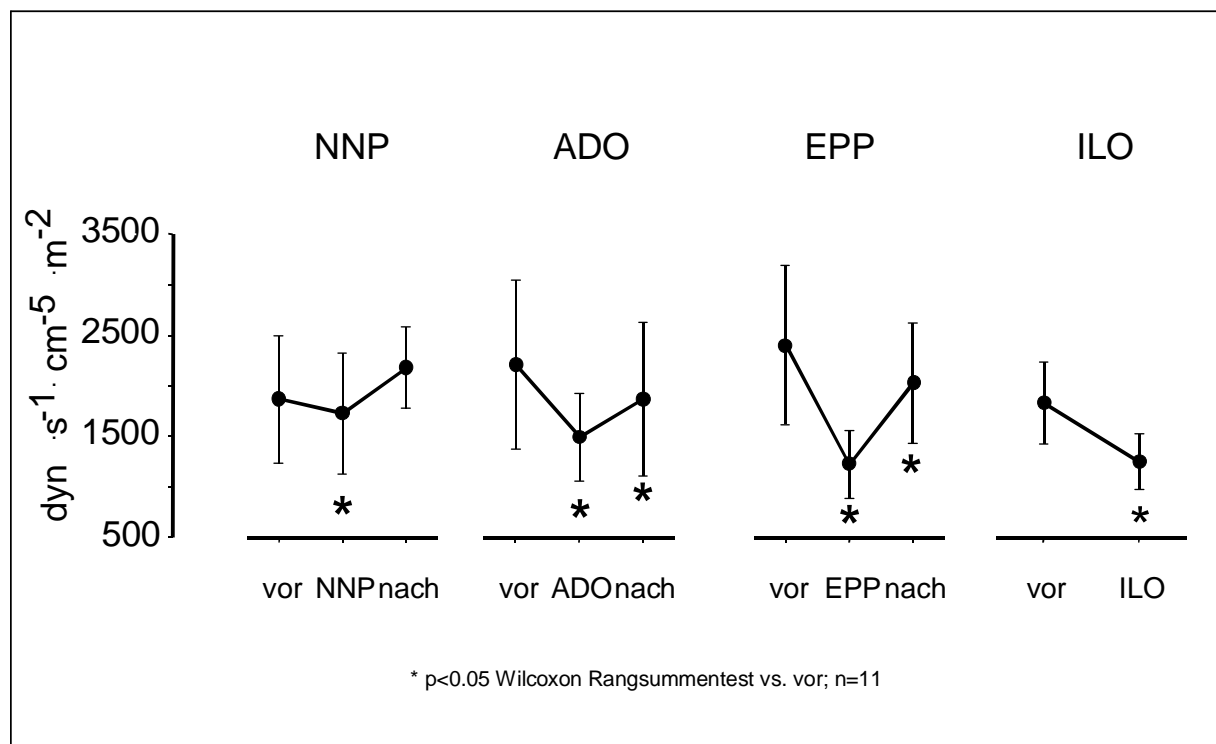 NNP ADO EPP ILO
dyn ·s⁻¹· cm⁻⁵ ·m⁻²
3500
2500
1500
500
* * * * * *
vor NNP nach vor ADO nach vor EPP nach vor ILO
* p<0.05 Wilcoxon Rangsummentest vs. vor; n=11